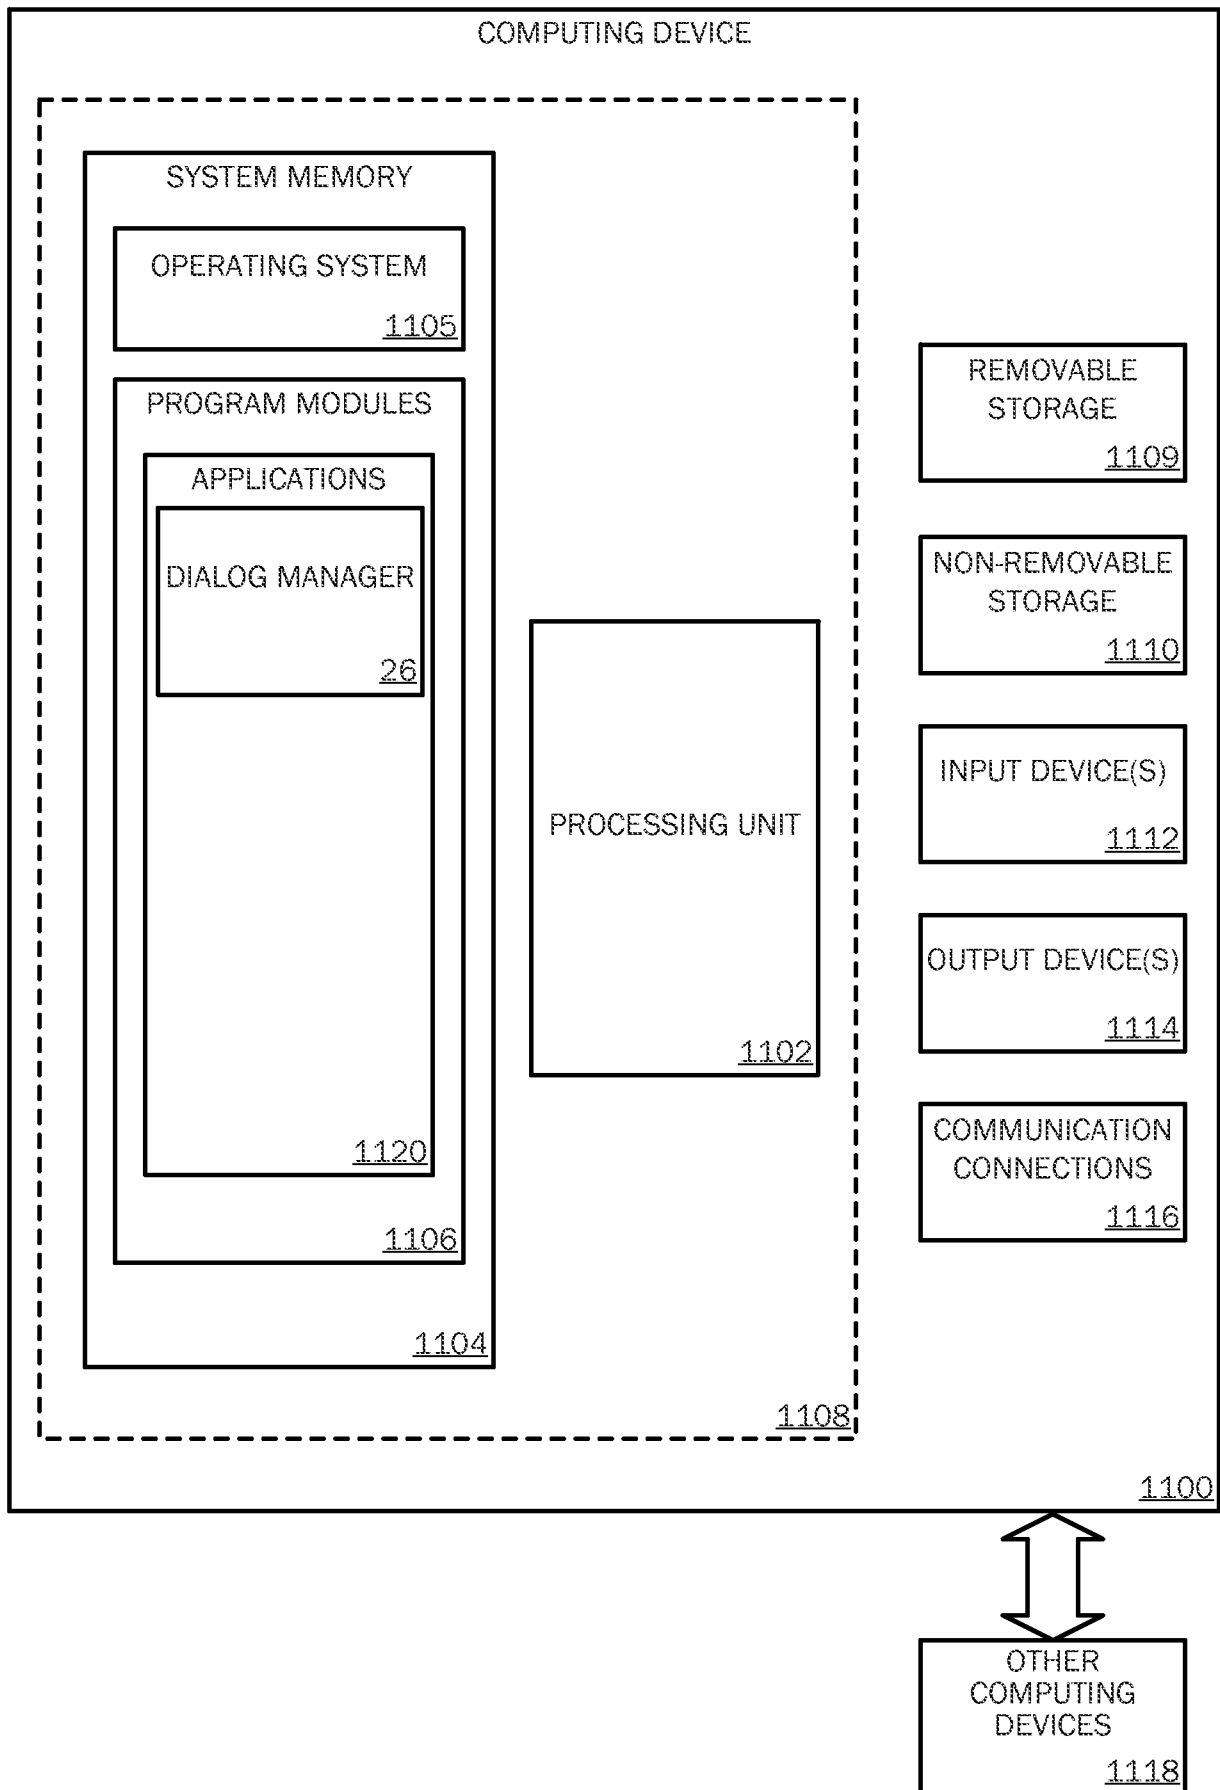 COMPUTING DEVICE
SYSTEM MEMORY
OPERATING SYSTEM
1105
PROGRAM MODULES
APPLICATIONS
DIALOG MANAGER
26
1120
1106
1104
PROCESSING UNIT
1102
1108
REMOVABLE
STORAGE
1109
NON-REMOVABLE
STORAGE
1110
INPUT DEVICE(S)
1112
OUTPUT DEVICE(S)
1114
COMMUNICATION
CONNECTIONS
1116
1100
OTHER
COMPUTING
DEVICES
1118